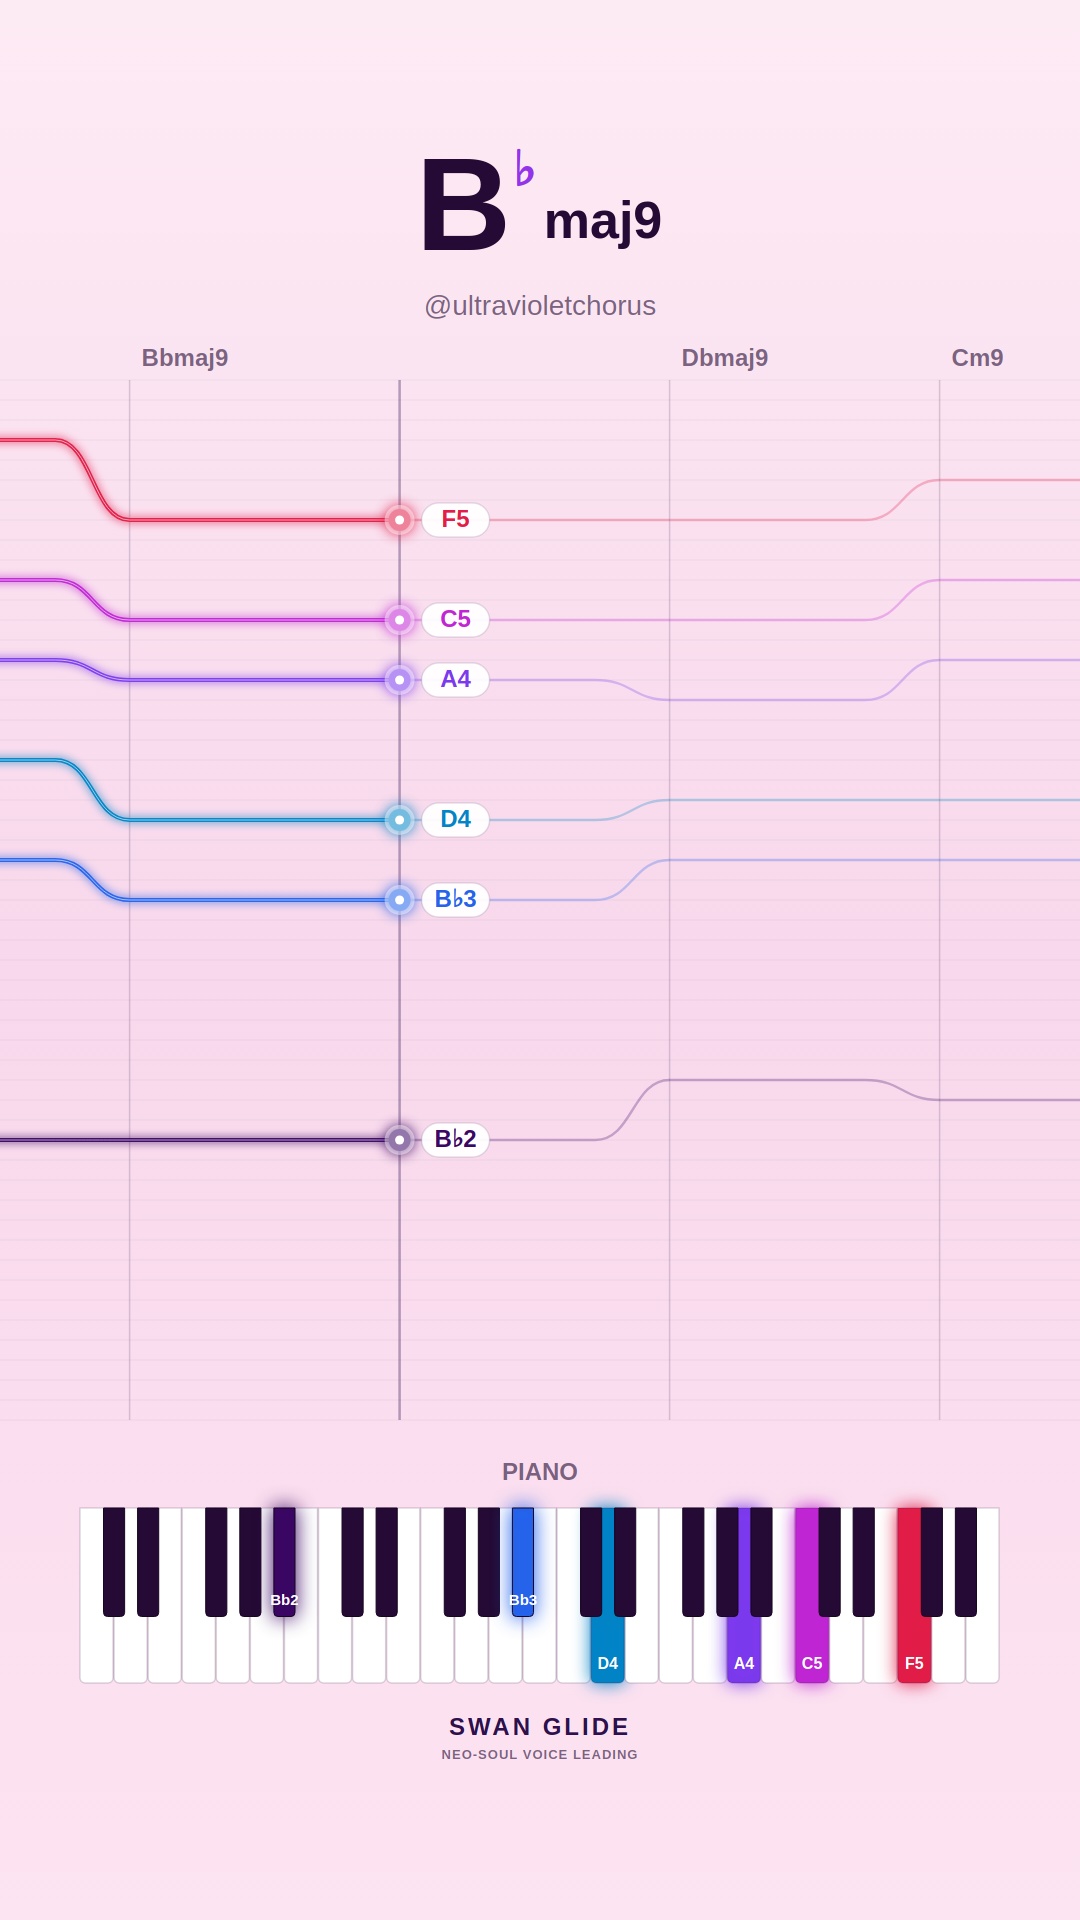 B♭maj9
@ultravioletchorus
Bbmaj9 Dbmaj9 Cm9
F5
C5
A4
D4
B♭3
B♭2
PIANO
Bb2 Bb3
D4 A4 C5 F5
SWAN GLIDE
NEO-SOUL VOICE LEADING